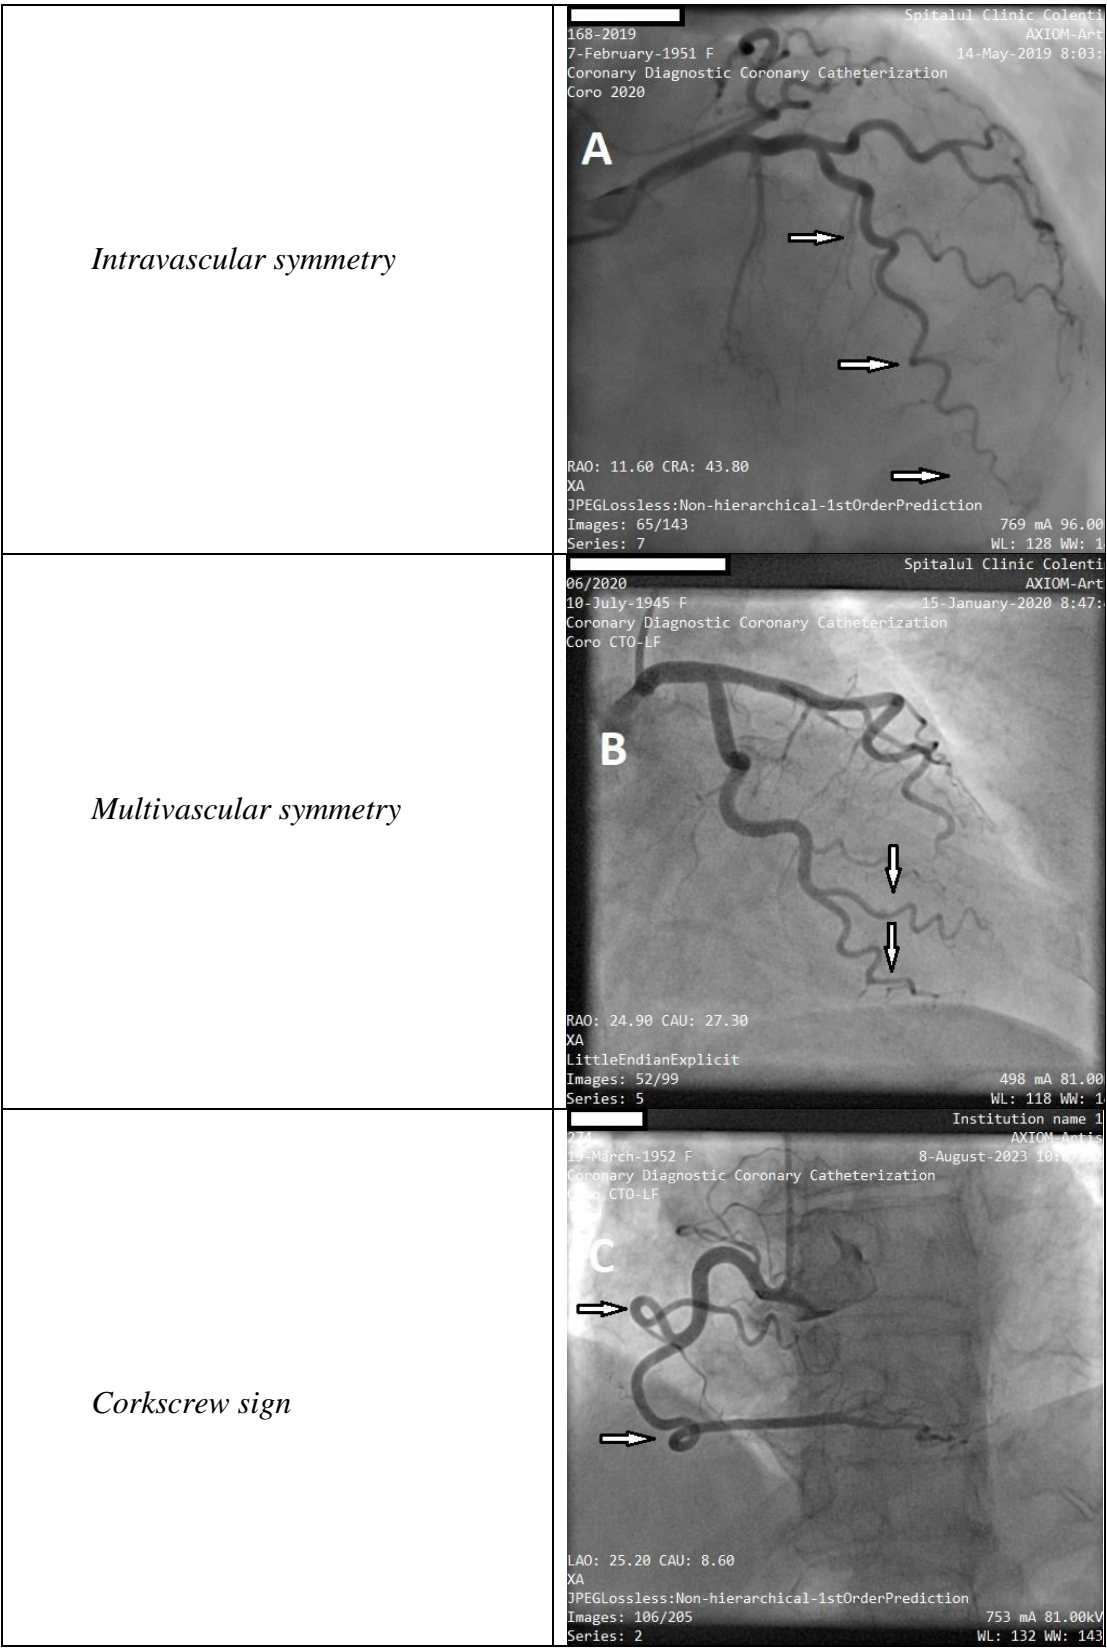 Intravascular symmetry
Spitalul Clinic Colenti
168-2019
AXIOM-Art
7-February-1951 F
14-May-2019 8:03:
Coronary Diagnostic Coronary Catheterization
Coro 2020
A
RAO: 11.60 CRA: 43.80
XA
JPEGLossless:Non-hierarchical-1stOrderPrediction
Images: 65/143
769 mA 96.00
Series: 7
WL: 128 WW: 1
Multivascular symmetry
Spitalul Clinic Colenti
06/2020
AXIOM-Art
10-July-1945 F
15-January-2020 8:47:
Coronary Diagnostic Coronary Catheterization
Coro CTO-LF
B
RAO: 24.90 CAU: 27.30
XA
LittleEndianExplicit
Images: 52/99
498 mA 81.00
Series: 5
WL: 118 WW: 1
Corkscrew sign
Institution name 1
AXIOM-Artis
19-March-1952 F
8-August-2023
Coronary Diagnostic Coronary Catheterization
Coro CTO-LF
C
LAO: 25.20 CAU: 8.60
XA
JPEGLossless:Non-hierarchical-1stOrderPrediction
Images: 106/205
753 mA 81.00kV
Series: 2
WL: 132 WW: 143